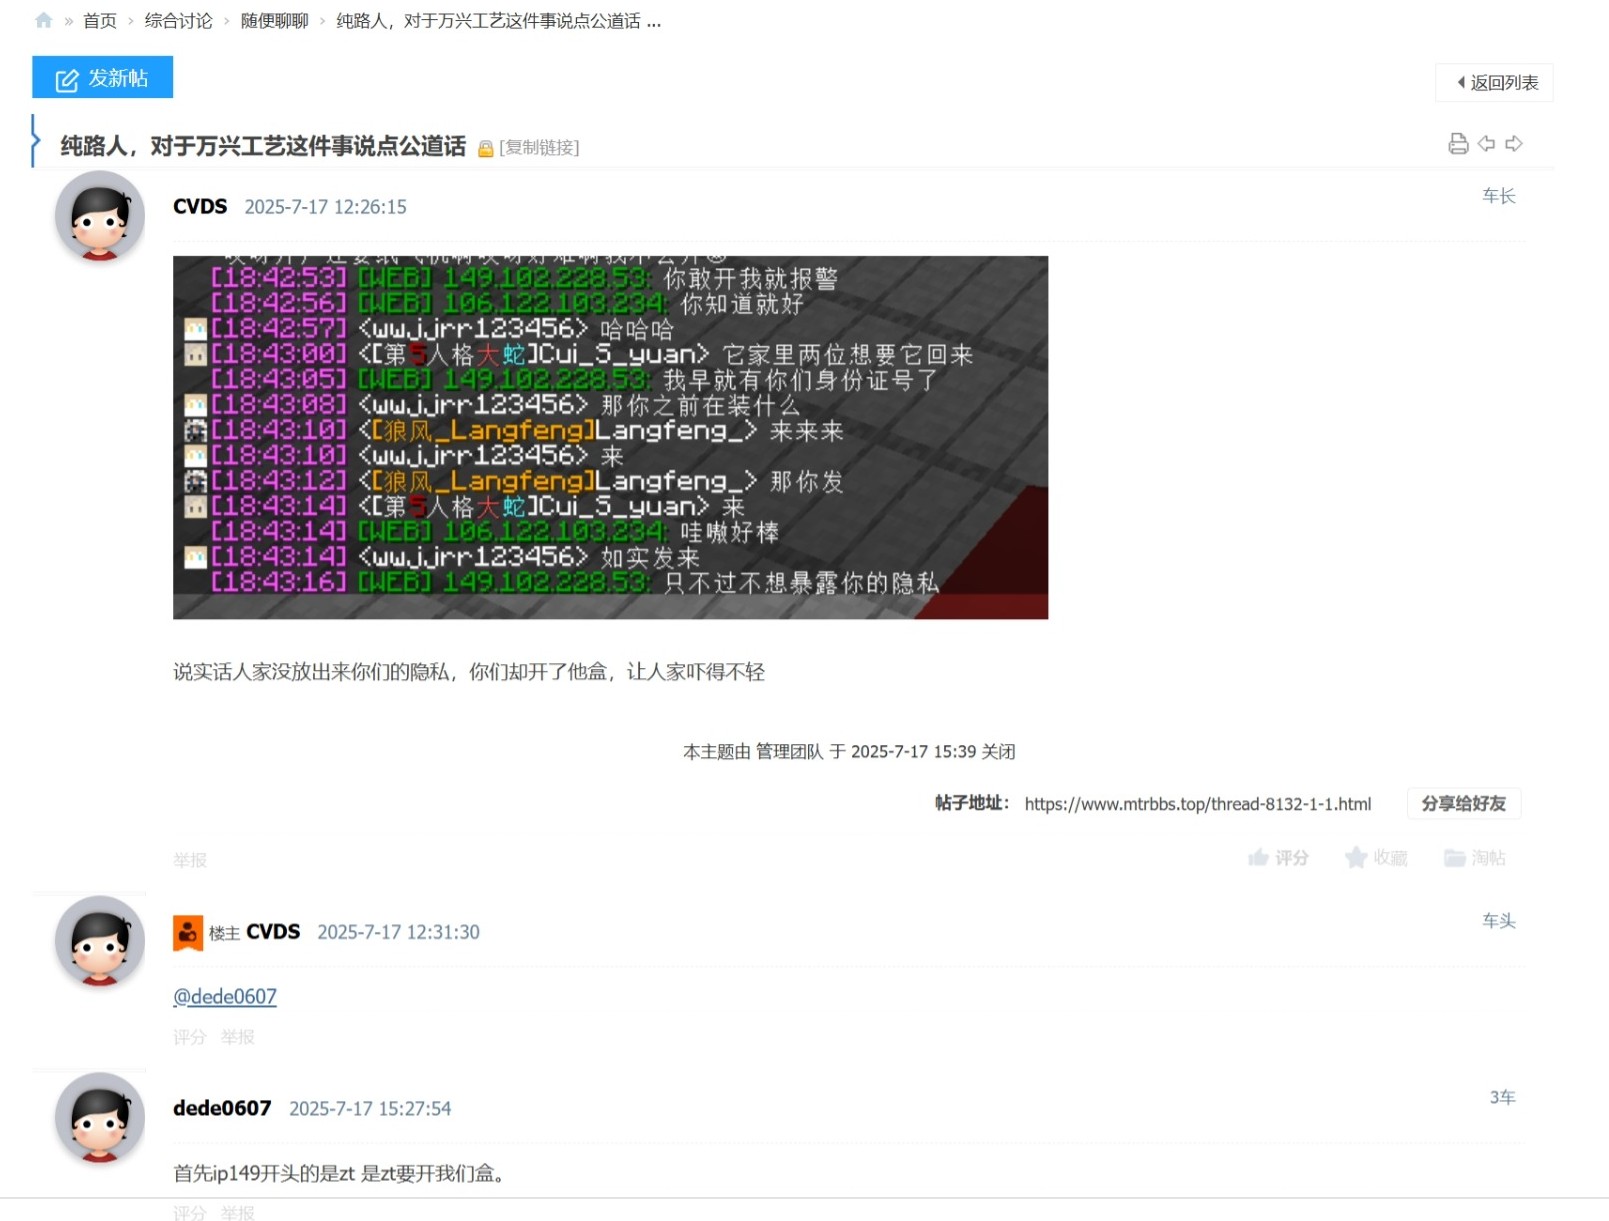 » 首页 › 综合讨论 › 随便聊聊 › 纯路人，对于万兴工艺这件事说点公道话 ...
发新帖
返回列表
纯路人，对于万兴工艺这件事说点公道话 [复制链接]
CVDS 2025-7-17 12:26:15
车长
[18:42:53] [WEB] 149.102.228.53: 你敢开我就报警
[18:42:56] [WEB] 106.122.103.234: 你知道就好
[18:42:57] <wwjjrr123456> 哈哈哈
[18:43:00] <[第5人格大蛇]Cui_S_yuan> 它家里两位想要它回来
[18:43:05] [WEB] 149.102.228.53: 我早就有你们身份证号了
[18:43:08] <wwjjrr123456> 那你之前在装什么
[18:43:10] <[狼风_Langfeng]Langfeng_> 来来来
[18:43:10] <wwjjrr123456> 来
[18:43:12] <[狼风_Langfeng]Langfeng_> 那你发
[18:43:14] <[第5人格大蛇]Cui_S_yuan> 来
[18:43:14] [WEB] 106.122.103.234: 哇嗷好棒
[18:43:14] <wwjjrr123456> 如实发来
[18:43:16] [WEB] 149.102.228.53: 只不过不想暴露你的隐私
说实话人家没放出来你们的隐私，你们却开了他盒，让人家吓得不轻
本主题由 管理团队 于 2025-7-17 15:39 关闭
帖子地址： https://www.mtrbbs.top/thread-8132-1-1.html
分享给好友
举报
评分 收藏 淘帖
楼主 CVDS 2025-7-17 12:31:30
车头
@dede0607
评分 举报
dede0607 2025-7-17 15:27:54
3车
首先ip149开头的是zt 是zt要开我们盒。
评分 举报